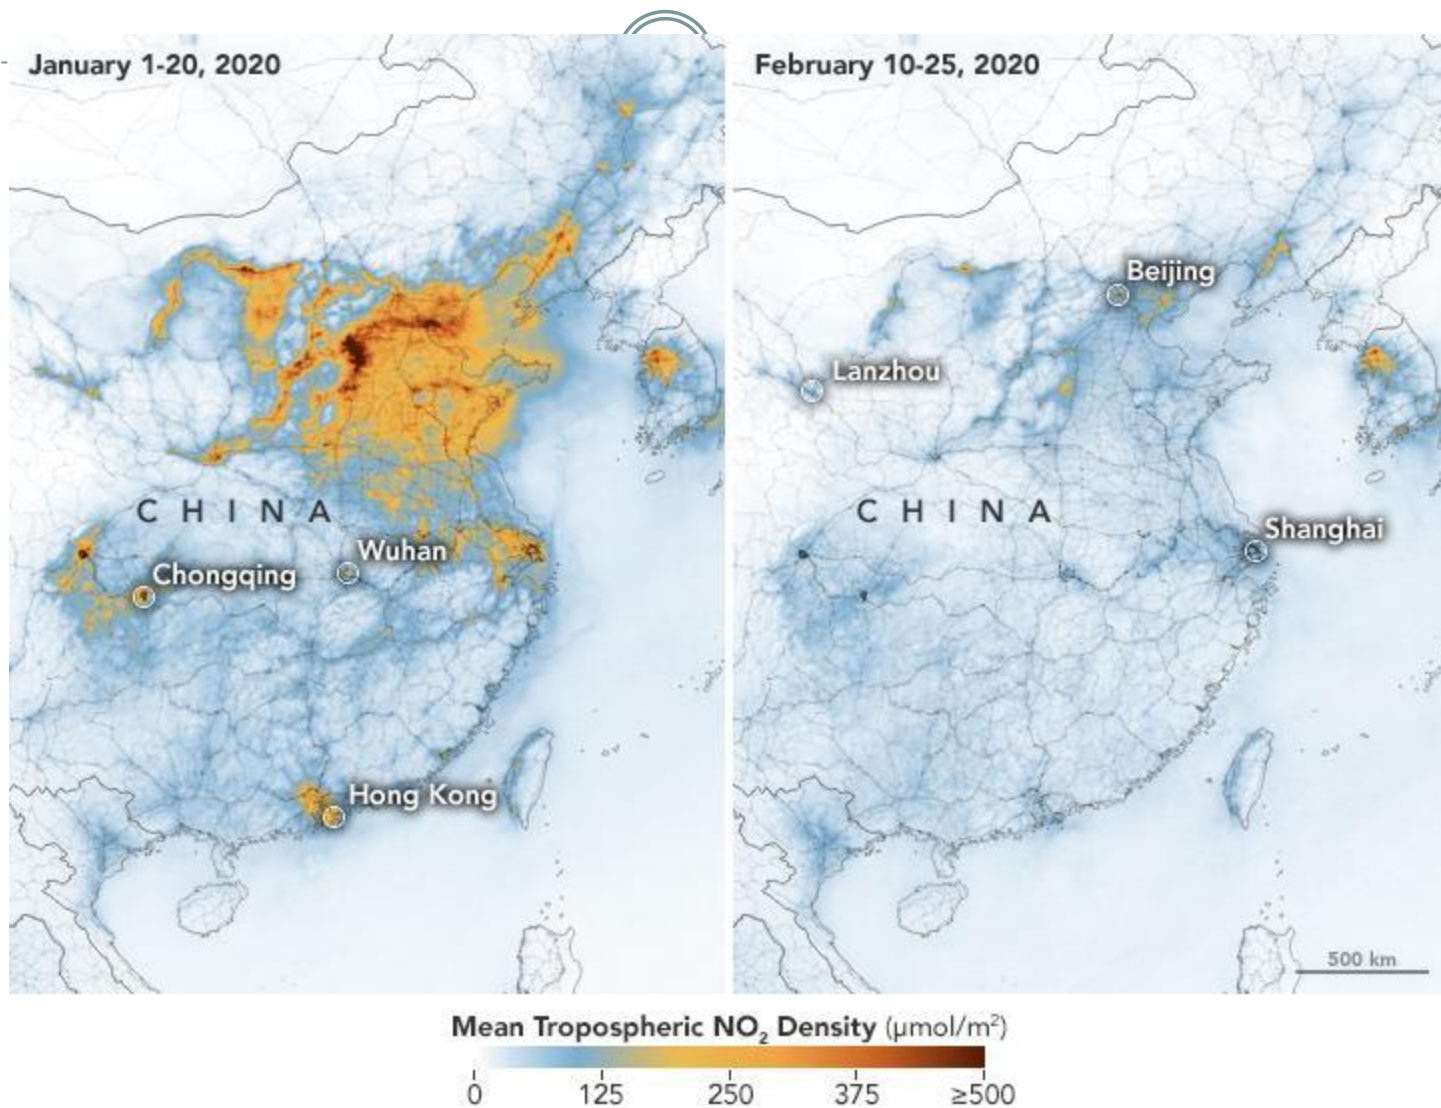 January 1-20, 2020
CHINA
Wuhan
Chongqing
Hong Kong
February 10-25, 2020
Beijing
Lanzhou
CHINA
Shanghai
500 km
Mean Tropospheric NO₂ Density (μmol/m²)
0 125 250 375 ≥500